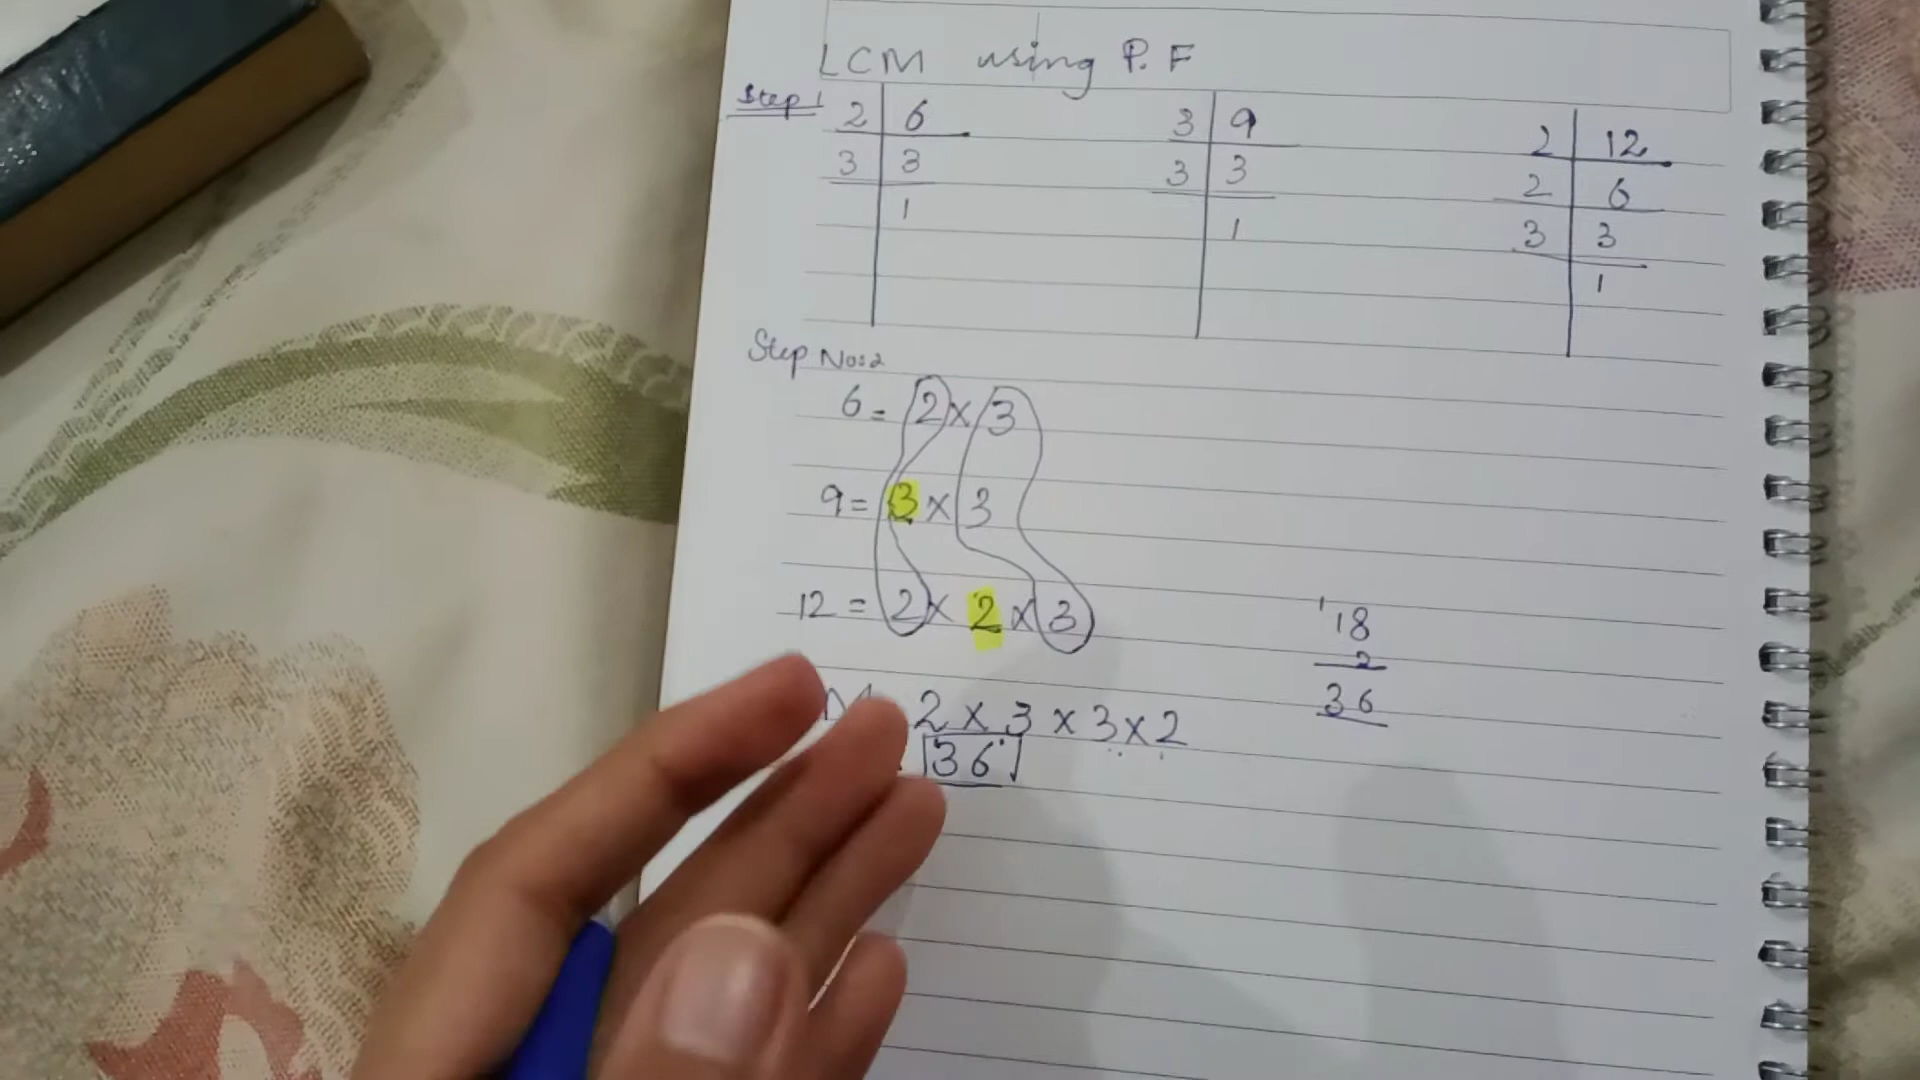 LCM using P.F
Step 1
2 6
3 3
1
3 9
3 3
1
2 12
2 6
3 3
1
Step No:2
6 = 2 x 3
9 = 3 x 3
12 = 2 x 2 x 3
1 18
2
36
M 2 x 3 x 3 x 2
36